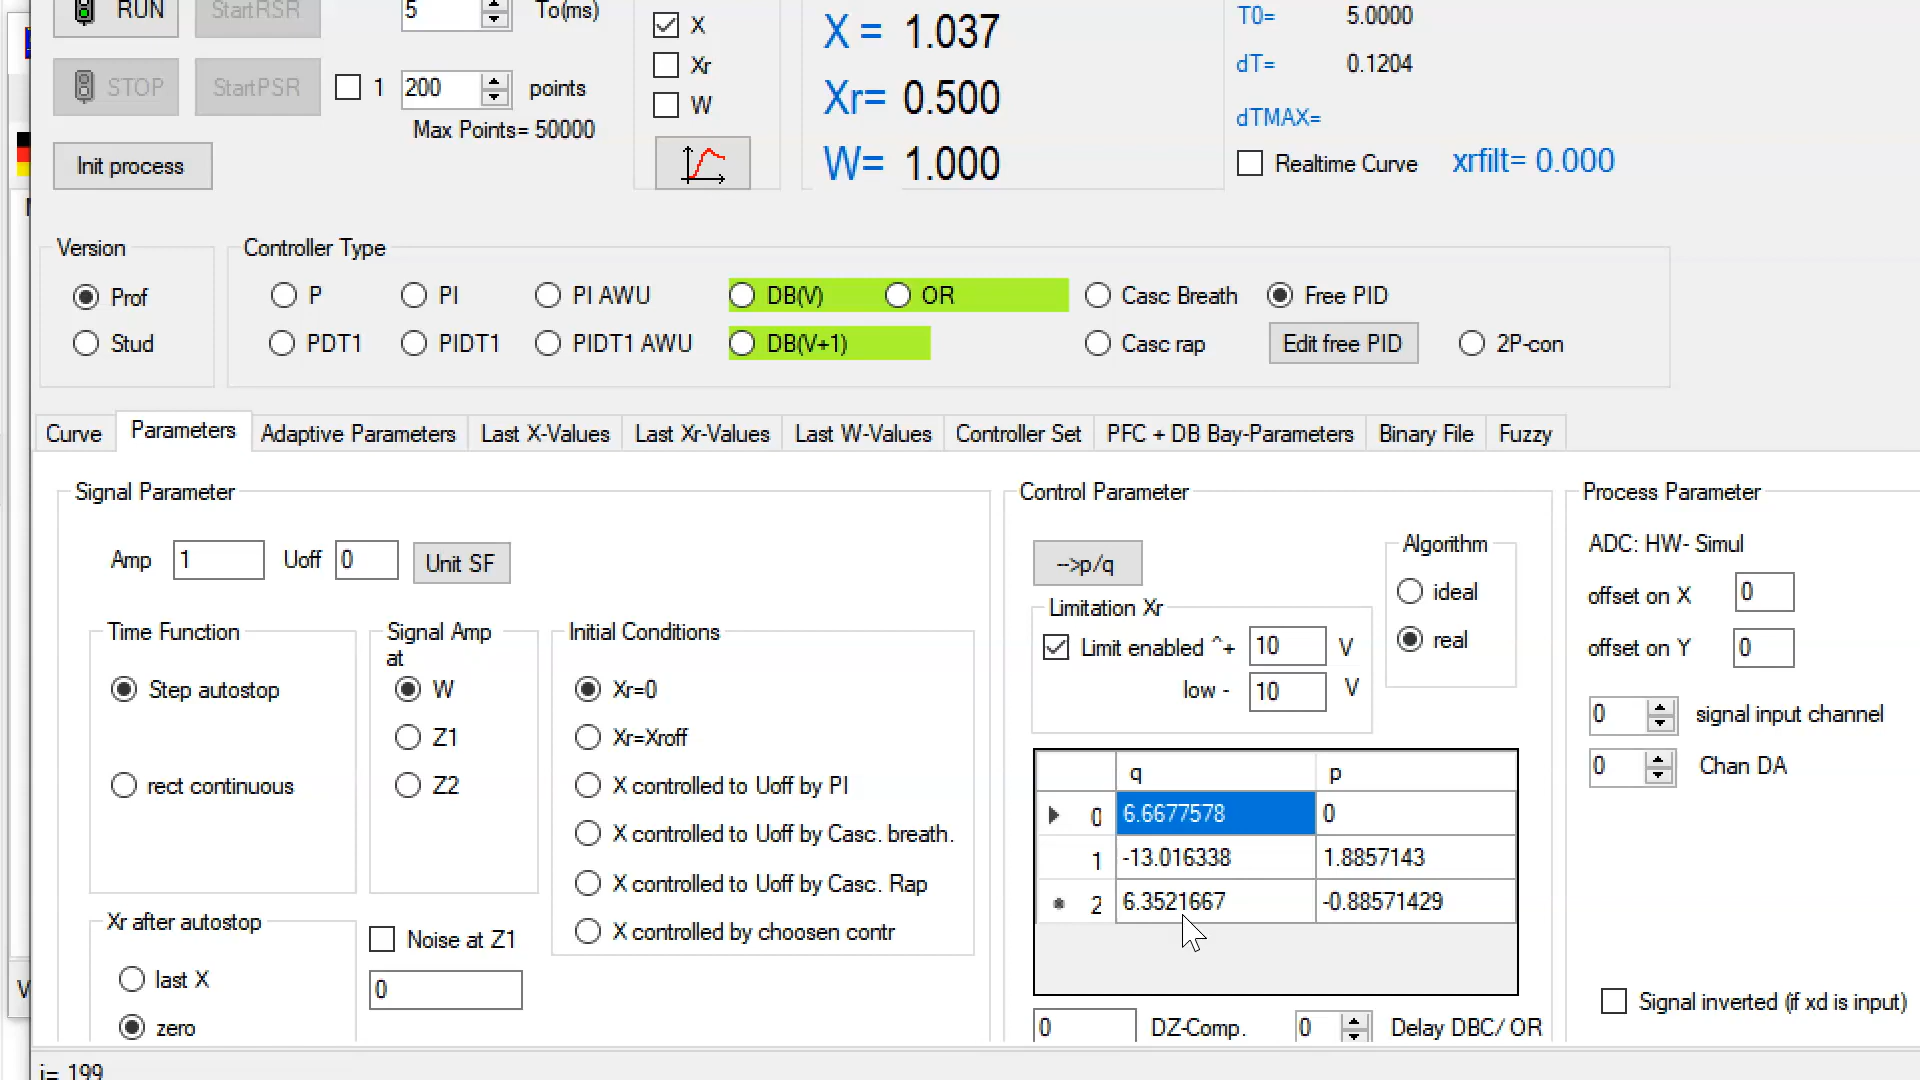 RUN StartRSR 5 To(ms) X X = 1.037 T0= 5.0000
Xr dT= 0.1204
STOP StartPSR 1 200 points W Xr= 0.500
Max Points= 50000 dTMAX=
Init process W= 1.000 Realtime Curve xrfilt= 0.000
Version Controller Type
Prof P PI PI AWU DB(V) OR Casc Breath Free PID
Stud PDT1 PIDT1 PIDT1 AWU DB(V+1) Casc rap Edit free PID 2P-con
Curve Parameters Adaptive Parameters Last X-Values Last Xr-Values Last W-Values Controller Set PFC + DB Bay-Parameters Binary File Fuzzy
Signal Parameter
Amp 1 Uoff 0 Unit SF
Time Function
Step autostop
rect continuous
Signal Amp
at
W
Z1
Z2
Initial Conditions
Xr=0
Xr=Xroff
X controlled to Uoff by PI
X controlled to Uoff by Casc. breath.
X controlled to Uoff by Casc. Rap
X controlled by choosen contr
Xr after autostop
last X
zero
Noise at Z1
0
Control Parameter
-->p/q
Algorithm
ideal
real
Limitation Xr
Limit enabled ^+ 10 V
low - 10 V
q p
0 6.6677578 0
1 -13.016338 1.8857143
2 6.3521667 -0.88571429
0 DZ-Comp. 0 Delay DBC/ OR
Process Parameter
ADC: HW- Simul
offset on X 0
offset on Y 0
0 signal input channel
0 Chan DA
Signal inverted (if xd is input)
i= 199